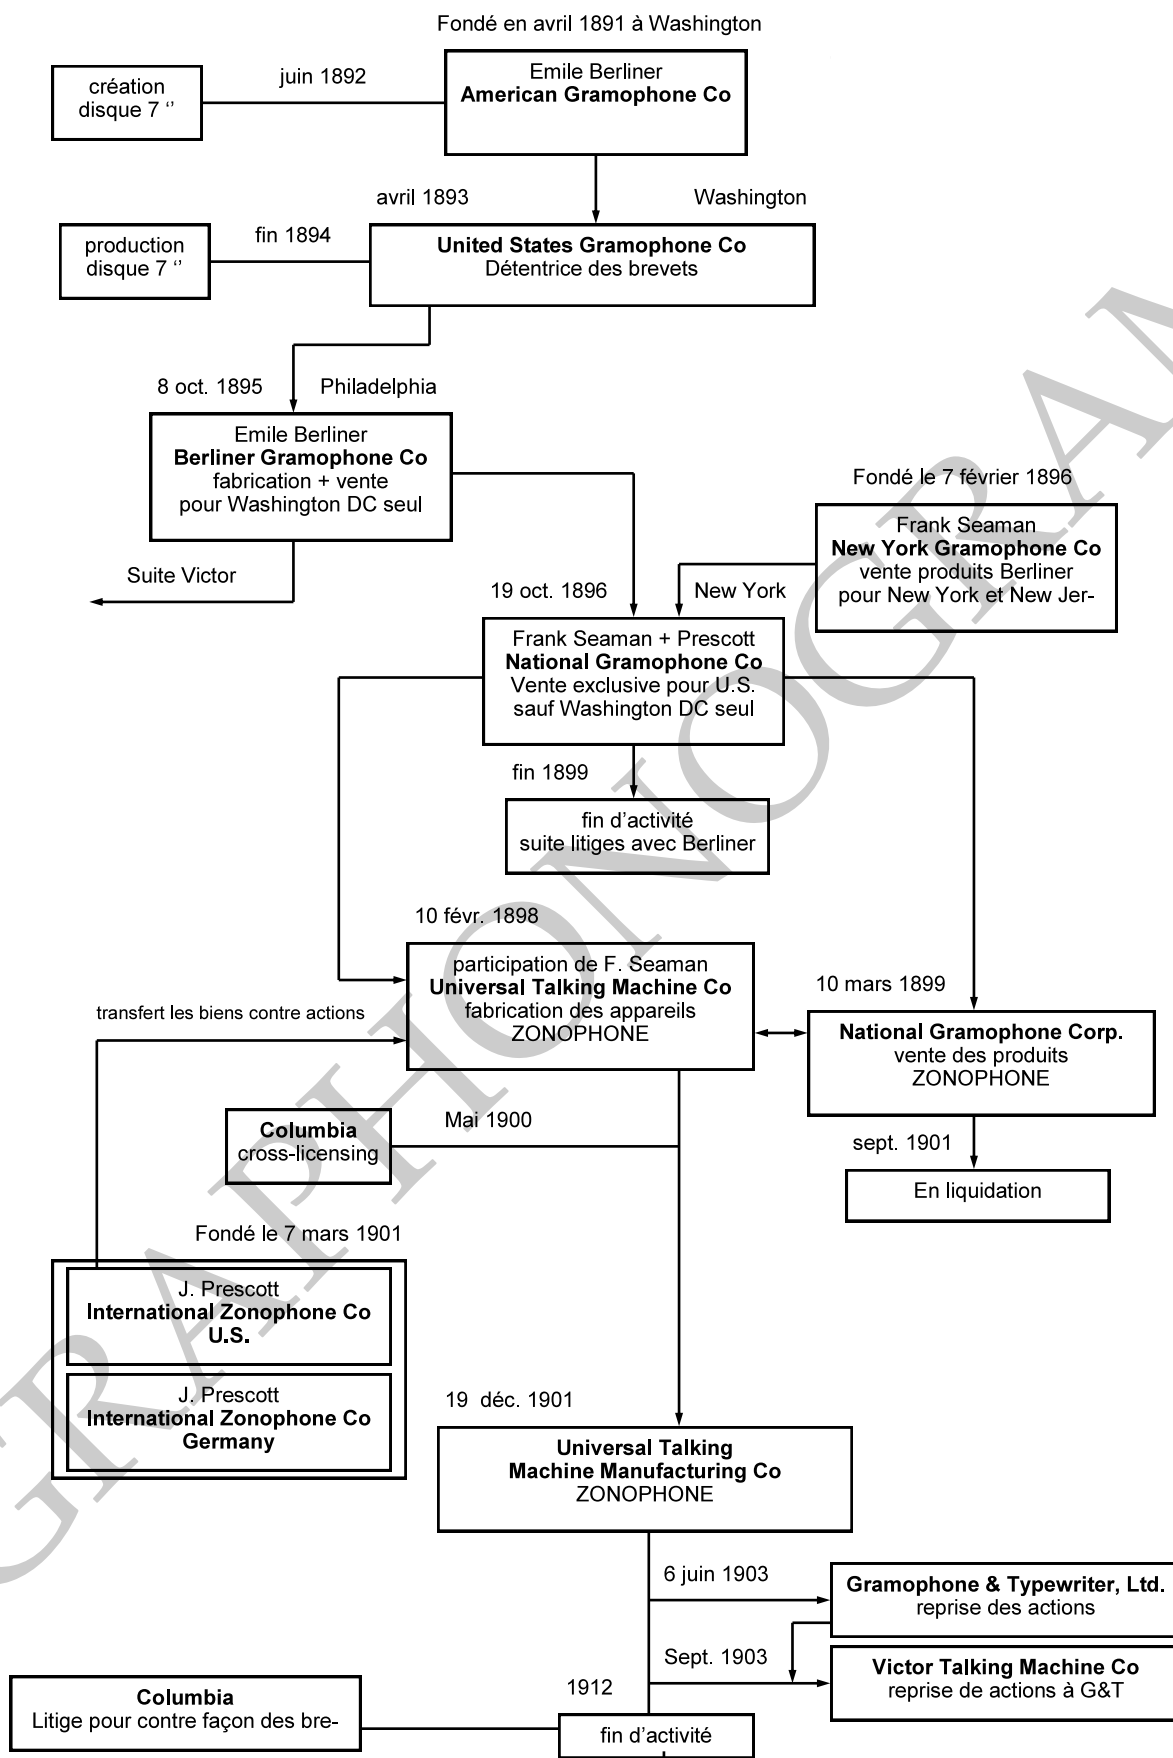 Fondé en avril 1891 à Washington
création
disque 7 ‘’
juin 1892
Emile Berliner
American Gramophone Co
avril 1893
Washington
production
disque 7 ‘’
fin 1894
United States Gramophone Co
Détentrice des brevets
8 oct. 1895
Philadelphia
Emile Berliner
Berliner Gramophone Co
fabrication + vente
pour Washington DC seul
Fondé le 7 février 1896
Frank Seaman
New York Gramophone Co
vente produits Berliner
pour New York et New Jer-
Suite Victor
19 oct. 1896
New York
Frank Seaman + Prescott
National Gramophone Co
Vente exclusive pour U.S.
sauf Washington DC seul
fin 1899
fin d’activité
suite litiges avec Berliner
10 févr. 1898
participation de F. Seaman
Universal Talking Machine Co
fabrication des appareils
ZONOPHONE
10 mars 1899
National Gramophone Corp.
vente des produits
ZONOPHONE
transfert les biens contre actions
Columbia
cross-licensing
Mai 1900
sept. 1901
En liquidation
Fondé le 7 mars 1901
J. Prescott
International Zonophone Co
U.S.
J. Prescott
International Zonophone Co
Germany
19 déc. 1901
Universal Talking
Machine Manufacturing Co
ZONOPHONE
6 juin 1903
Gramophone & Typewriter, Ltd.
reprise des actions
Sept. 1903
Victor Talking Machine Co
reprise de actions à G&T
Columbia
Litige pour contre façon des bre-
1912
fin d’activité
GRAPHONOGRAM